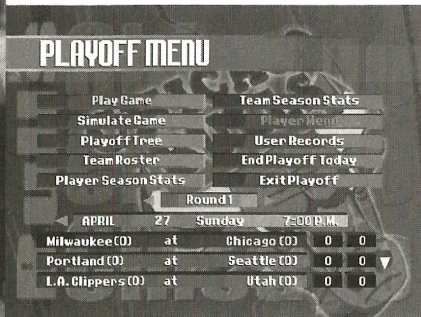 PLAYOFF MENU
Play Game Team Season Stats
Simulate Game Player Menu
Playoff Tree User Records
Team Roster End Playoff Today
Player Season Stats Exit Playoff
Round 1
APRIL 27 Sunday 7:00 P.M.
Milwaukee (0) at Chicago (0) 0 0
Portland (0) at Seattle (0) 0 0
L.A. Clippers (0) at Utah (0) 0 0